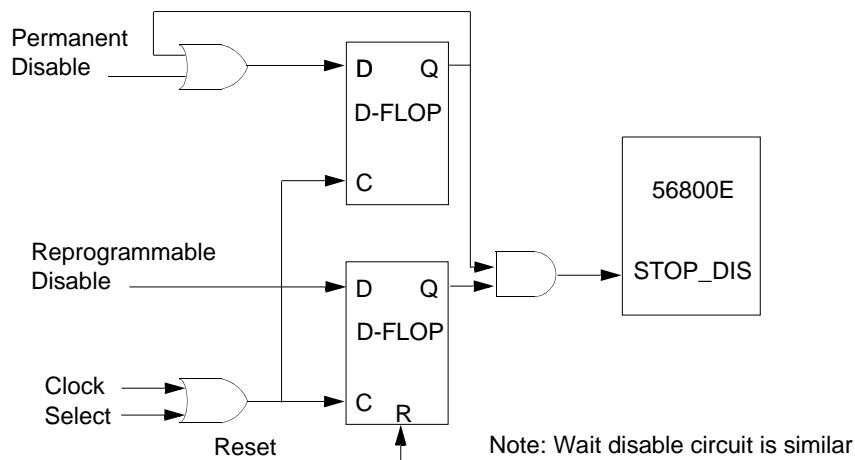 Permanent
Disable
D Q
D-FLOP
C
56800E
STOP_DIS
Reprogrammable
Disable
D Q
D-FLOP
C
R
Clock
Select
Reset
Note: Wait disable circuit is similar